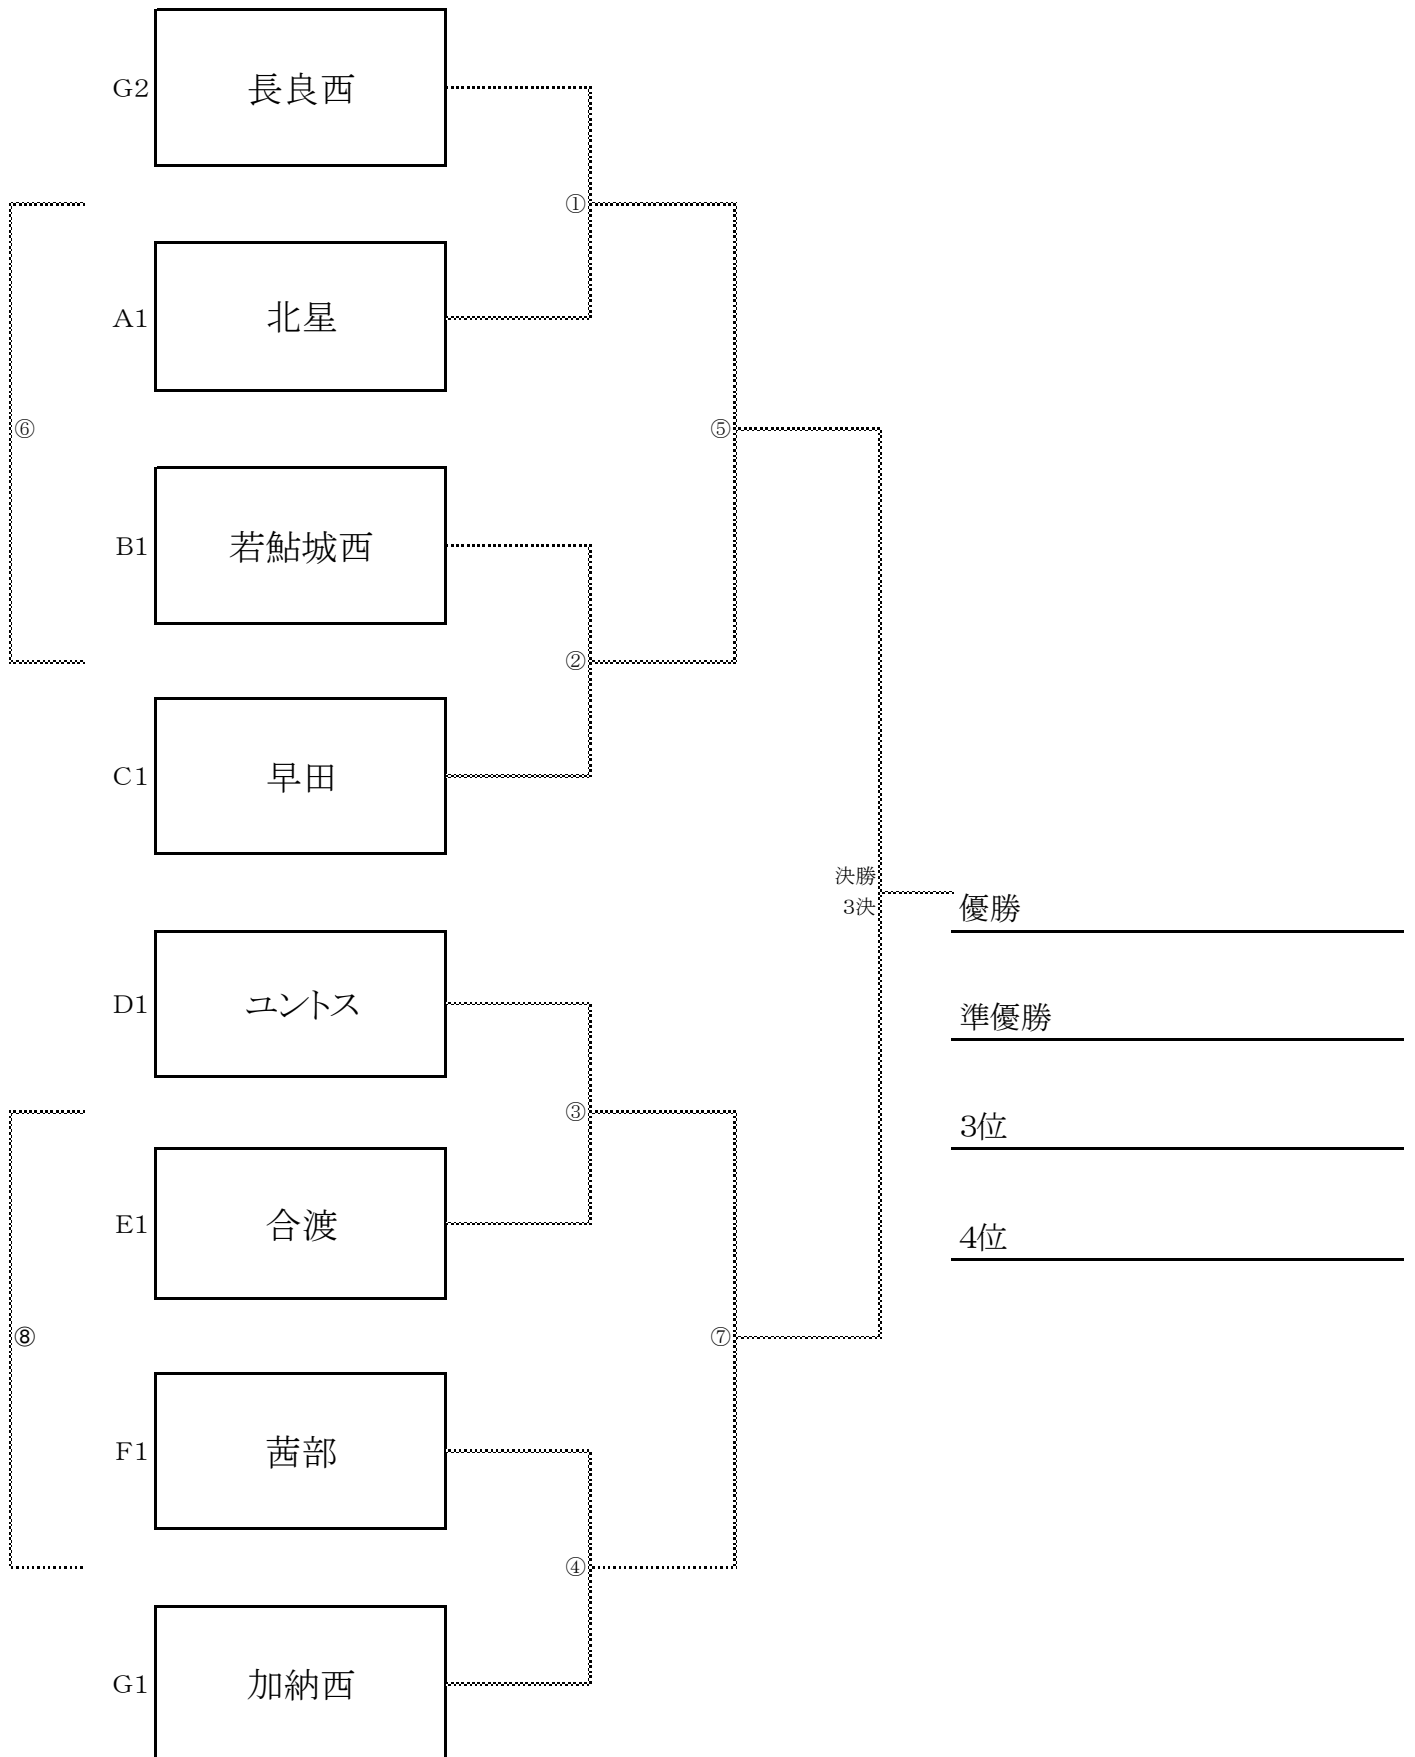 G2
長良西
①
A1
北星
⑥
⑤
B1
若鮎城西
②
C1
早田
決勝
3決
優勝
D1
ユントス
準優勝
③
3位
E1
合渡
4位
⑧
⑦
F1
茜部
④
G1
加納西